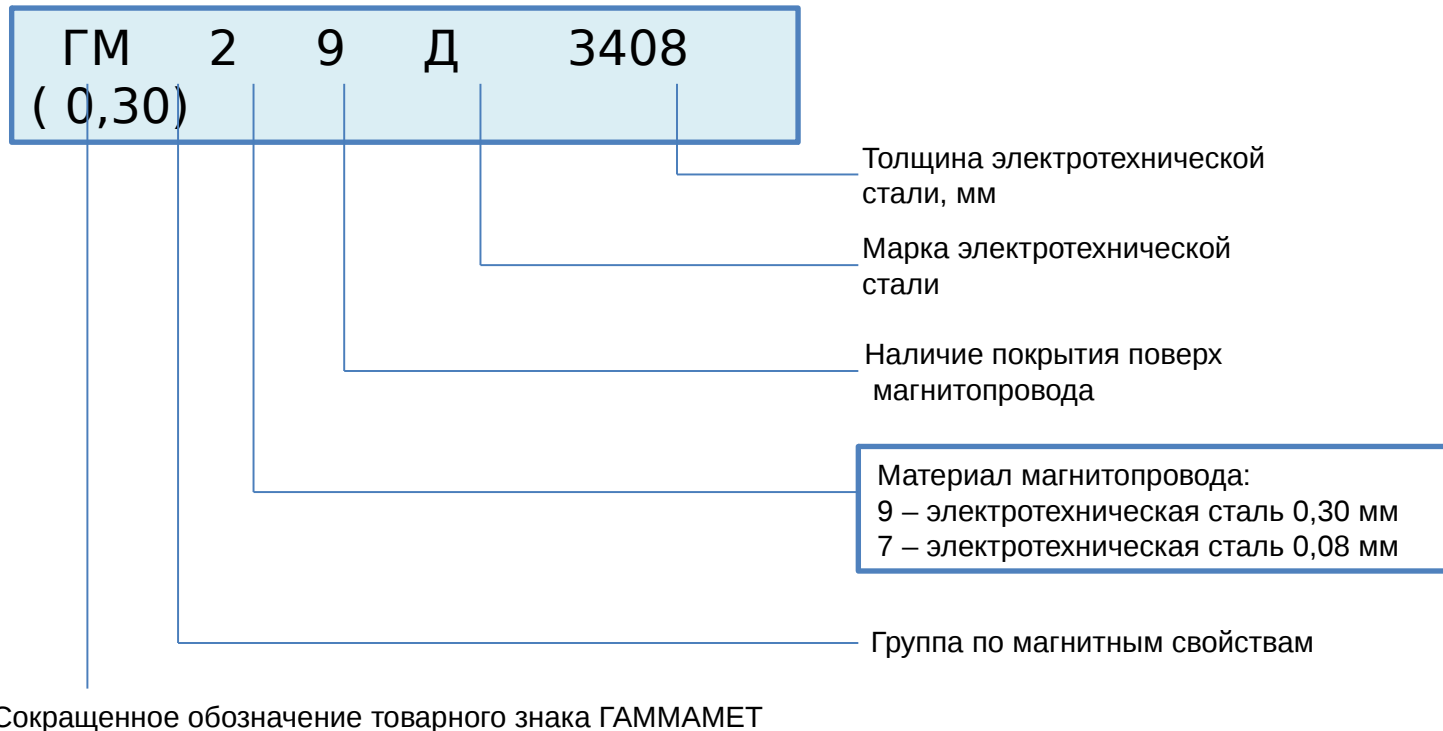 ГМ 2 9 Д 3408
( 0,30)
Толщина электротехнической
стали, мм
Марка электротехнической
стали
Наличие покрытия поверх
магнитопровода
Материал магнитопровода:
9 – электротехническая сталь 0,30 мм
7 – электротехническая сталь 0,08 мм
Группа по магнитным свойствам
Сокращенное обозначение товарного знака ГАММАМЕТ